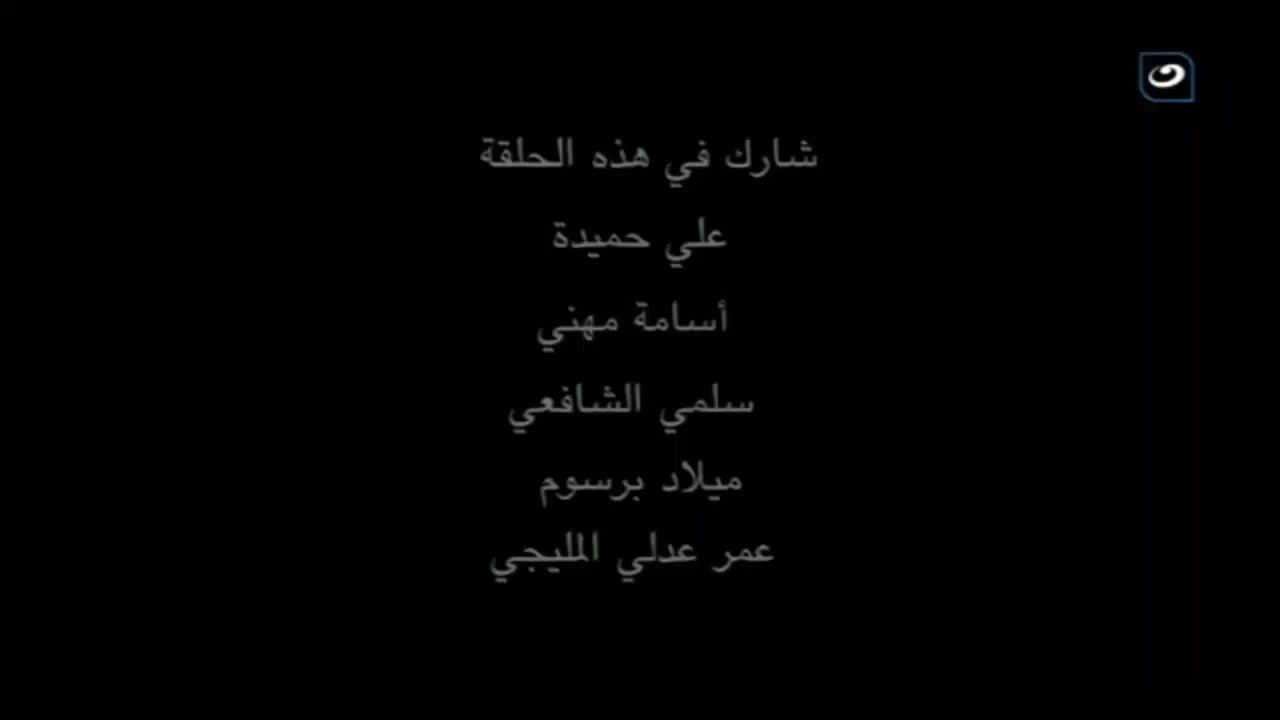 شارك في هذه الحلقة
علي حميدة
أسامة مهني
سلمي الشافعي
ميلاد برسوم
عمر عدلي المليجي